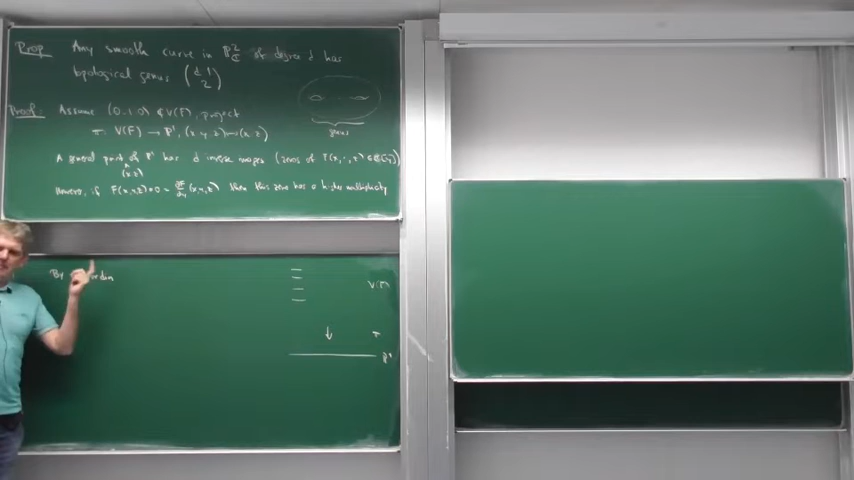 Prop Any smooth curve in P²_C of degree d has
topological genus (d-1 2)
genus
Proof: Assume (0:1:0) ∉ V(F), project
π: V(F) → P¹, (x:y:z) ↦ (x:z)
A general point of P¹ has d inverse images (zeros of F(x,·,z) ∈ C[y])
(x:z)
However, if F(x,y,z)=0= ∂F/∂y (x,y,z) then this zero has a higher multiplicity
By
V(F)
↓ π
P¹